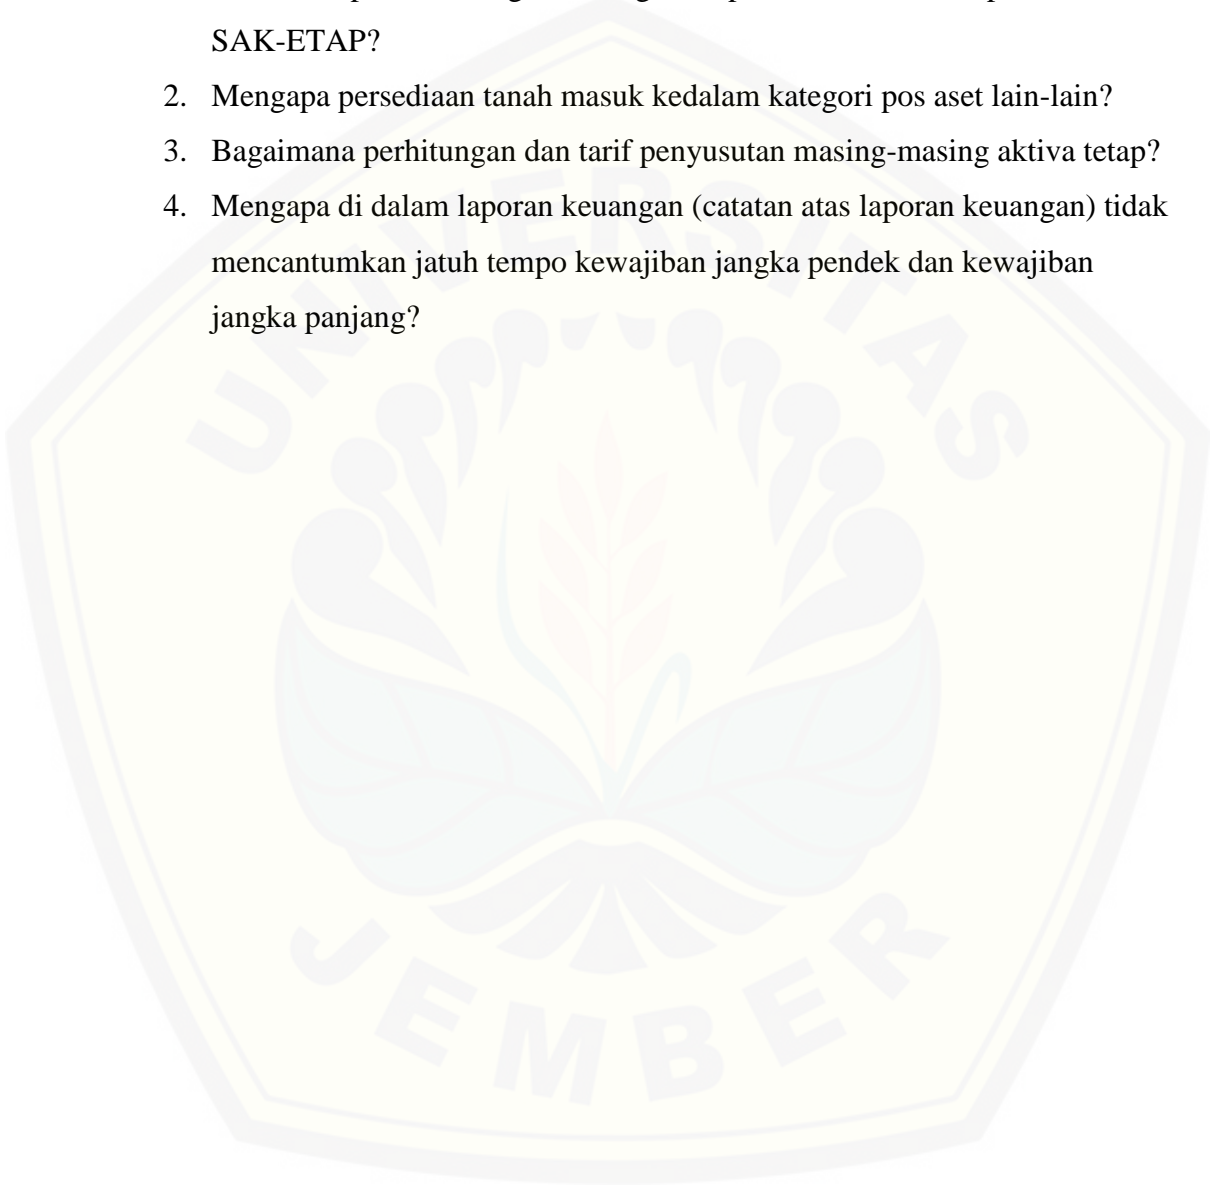 SAK-ETAP?
2. Mengapa persediaan tanah masuk kedalam kategori pos aset lain-lain?
3. Bagaimana perhitungan dan tarif penyusutan masing-masing aktiva tetap?
4. Mengapa di dalam laporan keuangan (catatan atas laporan keuangan) tidak
mencantumkan jatuh tempo kewajiban jangka pendek dan kewajiban
jangka panjang?
UNIVERSITAS
JEMBER